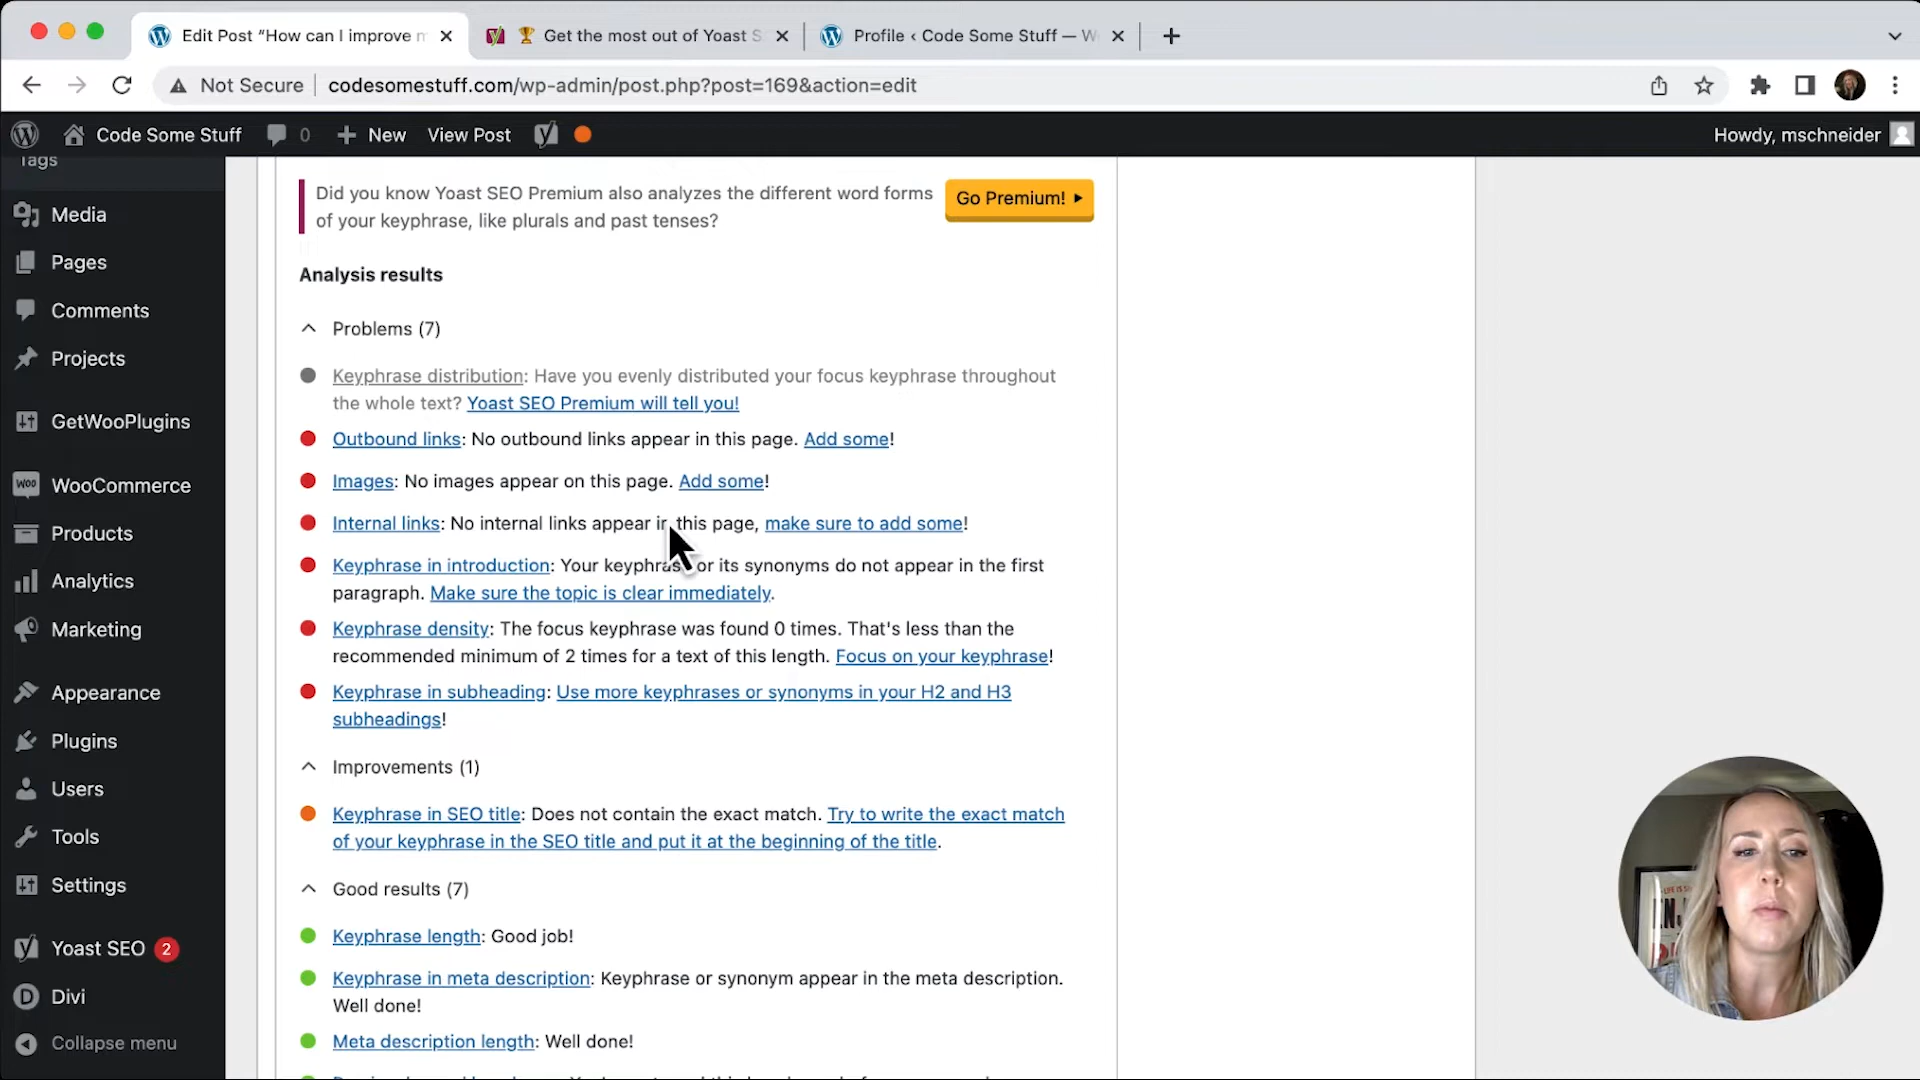 Edit Post “How can I improve m
Get the most out of Yoast S
Profile ‹ Code Some Stuff — W
Not Secure
codesomestuff.com/wp-admin/post.php?post=169&action=edit
Code Some Stuff
0
New
View Post
Howdy, mschneider
Tags
Media
Pages
Comments
Projects
GetWooPlugins
WooCommerce
Products
Analytics
Marketing
Appearance
Plugins
Users
Tools
Settings
Yoast SEO 2
Divi
Collapse menu
Did you know Yoast SEO Premium also analyzes the different word forms
of your keyphrase, like plurals and past tenses?
Go Premium!
Analysis results
Problems (7)
Keyphrase distribution: Have you evenly distributed your focus keyphrase throughout
the whole text? Yoast SEO Premium will tell you!
Outbound links: No outbound links appear in this page. Add some!
Images: No images appear on this page. Add some!
Internal links: No internal links appear in this page, make sure to add some!
Keyphrase in introduction: Your keyphrase or its synonyms do not appear in the first
paragraph. Make sure the topic is clear immediately.
Keyphrase density: The focus keyphrase was found 0 times. That's less than the
recommended minimum of 2 times for a text of this length. Focus on your keyphrase!
Keyphrase in subheading: Use more keyphrases or synonyms in your H2 and H3
subheadings!
Improvements (1)
Keyphrase in SEO title: Does not contain the exact match. Try to write the exact match
of your keyphrase in the SEO title and put it at the beginning of the title.
Good results (7)
Keyphrase length: Good job!
Keyphrase in meta description: Keyphrase or synonym appear in the meta description.
Well done!
Meta description length: Well done!